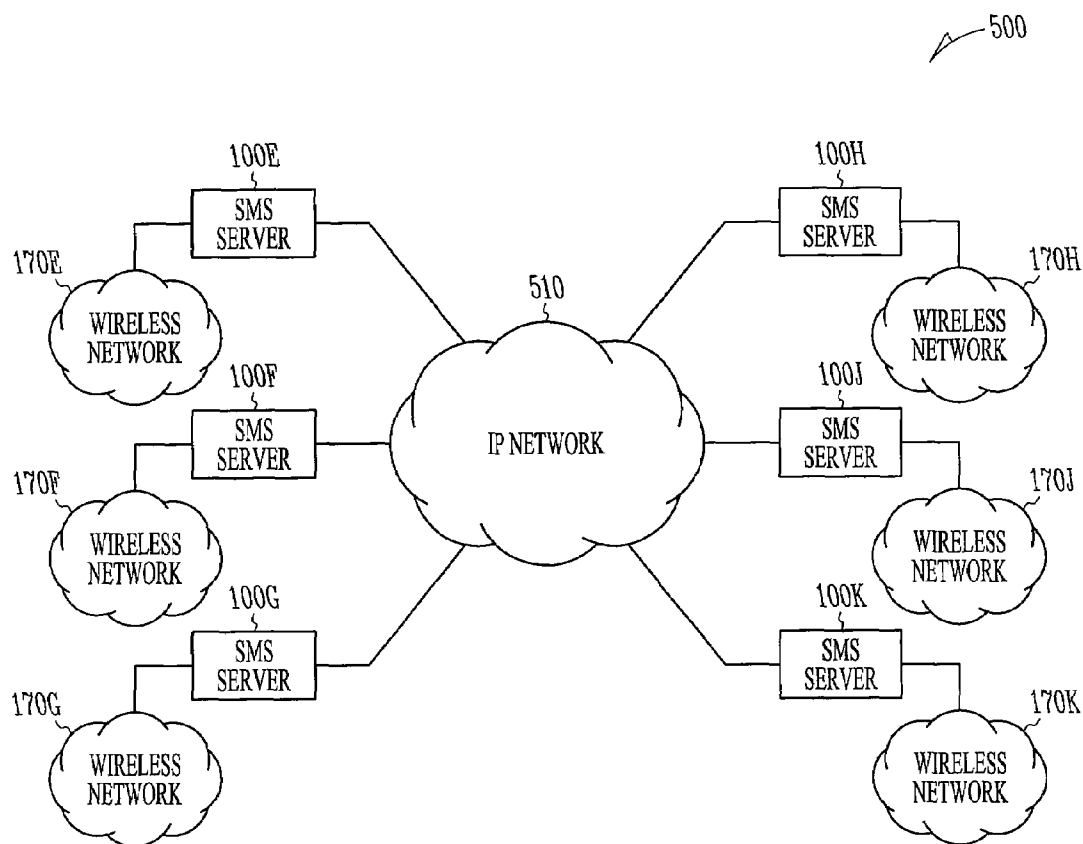 500
100E
SMS
SERVER
100H
SMS
SERVER
170E
WIRELESS
NETWORK
510
IP NETWORK
170H
WIRELESS
NETWORK
100F
SMS
SERVER
100J
SMS
SERVER
170F
WIRELESS
NETWORK
170J
WIRELESS
NETWORK
100G
SMS
SERVER
100K
SMS
SERVER
170G
WIRELESS
NETWORK
170K
WIRELESS
NETWORK